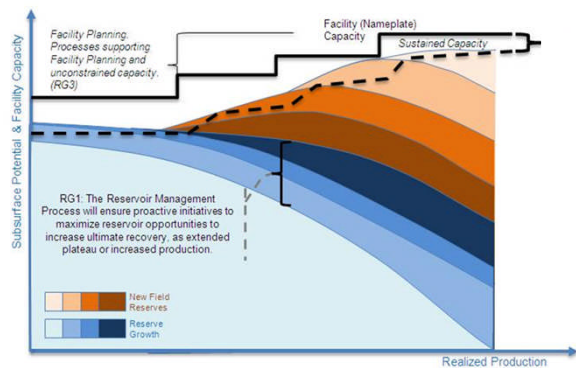 Facility Planning.
Processes supporting
Facility Planning and
unconstrained capacity.
(RG3)
Facility (Nameplate)
Capacity
Sustained Capacity
Subsurface Potential & Facility Capacity
RG1: The Reservoir Management
Process will ensure proactive initiatives to
maximize reservoir opportunities to
increase ultimate recovery, as extended
plateau or increased production.
New Field
Reserves
Reserve
Growth
Realized Production